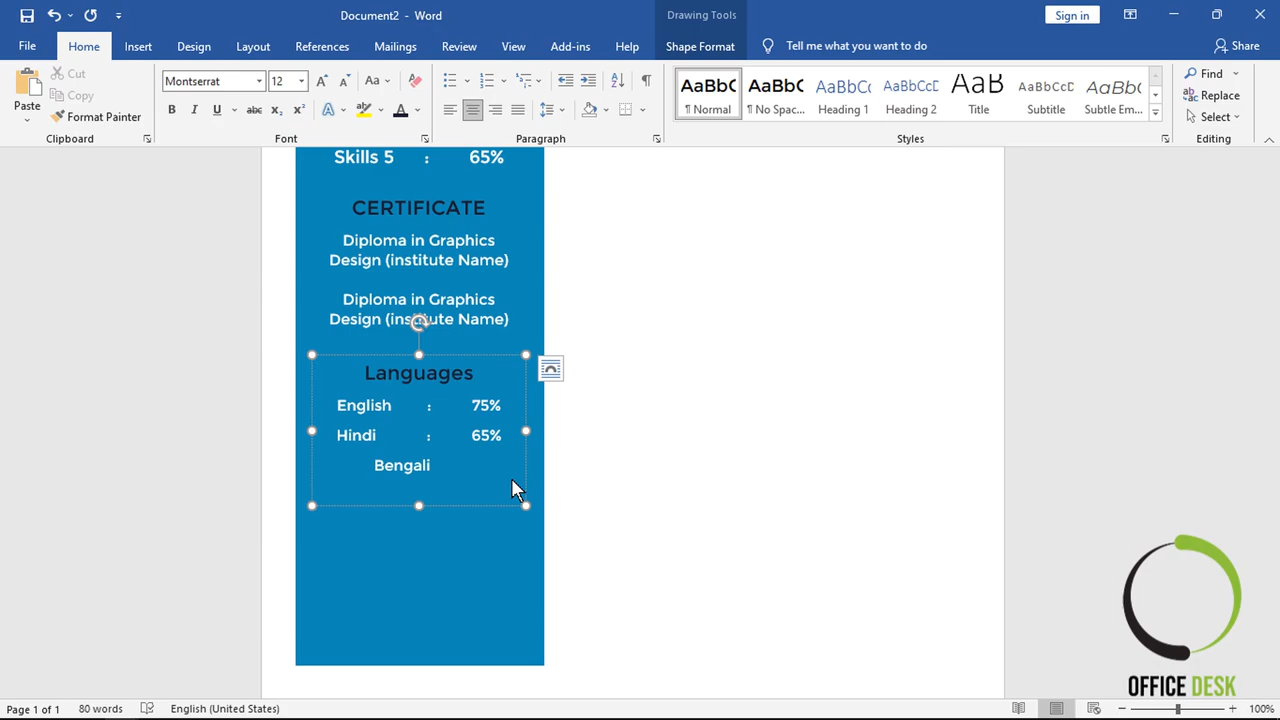 Document2 - Word
Drawing Tools
Sign in
File Home Insert Design Layout References Mailings Review View Add-ins Help Shape Format Tell me what you want to do Share
Paste
Cut
Copy
Format Painter
Clipboard
Montserrat 12
Font
Paragraph
AaBbC AaBbC AaBbC AaBbC AaB AaBbCcD AaBbCcD
¶ Normal ¶ No Spac... Heading 1 Heading 2 Title Subtitle Subtle Em...
Styles
Find
Replace
Select
Editing
Skills 5 : 65%
CERTIFICATE
Diploma in Graphics
Design (institute Name)
Diploma in Graphics
Design (institute Name)
Languages
English : 75%
Hindi : 65%
Bengali
OFFICE DESK
Page 1 of 1 80 words English (United States) 100%